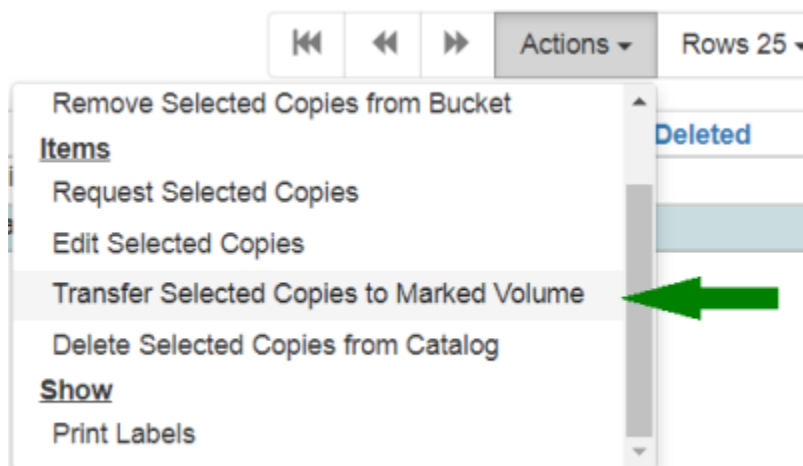 Actions Rows 25
Remove Selected Copies from Bucket
Deleted
Items
Request Selected Copies
Edit Selected Copies
Transfer Selected Copies to Marked Volume
Delete Selected Copies from Catalog
Show
Print Labels